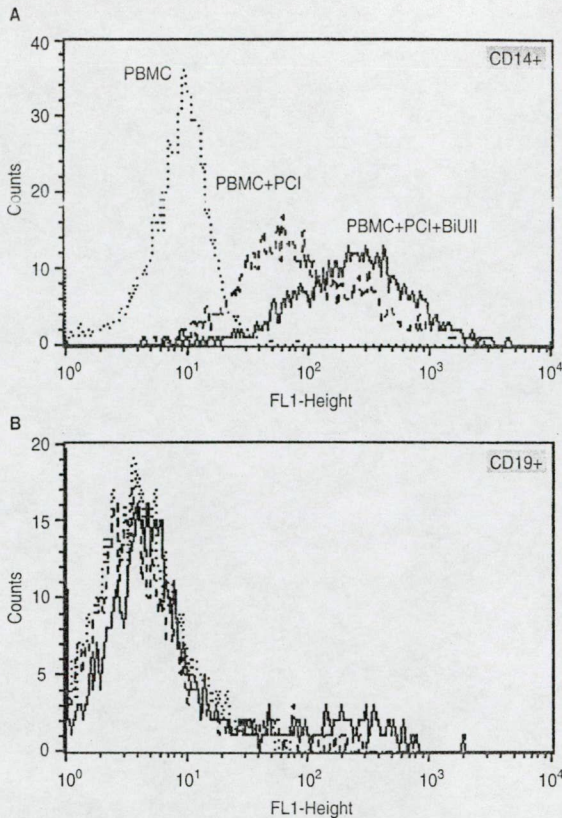 A
40
30
20
10
0
Counts
CD14+
PBMC
PBMC+PCI
PBMC+PCI+BiUII
10⁰
10¹
10²
10³
10⁴
FL1-Height
B
20
15
10
5
0
Counts
CD19+
10⁰
10¹
10²
10³
10⁴
FL1-Height